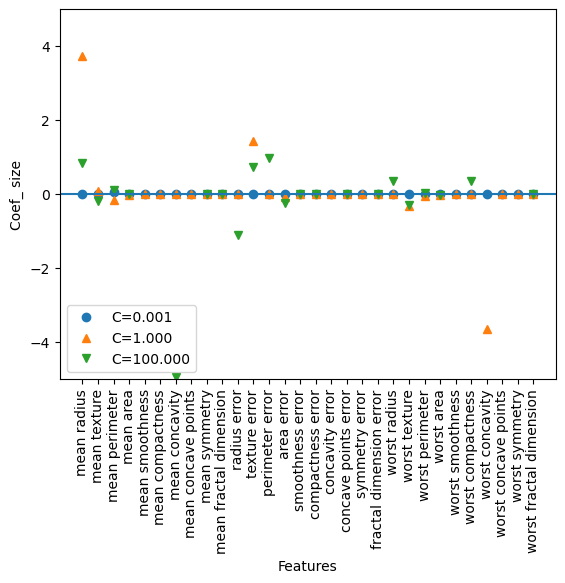 4
2
0
−2
−4
Coef_ size
C=0.001
C=1.000
C=100.000
mean radius
mean texture
mean perimeter
mean area
mean smoothness
mean compactness
mean concavity
mean concave points
mean symmetry
mean fractal dimension
radius error
texture error
perimeter error
area error
smoothness error
compactness error
concavity error
concave points error
symmetry error
fractal dimension error
worst radius
worst texture
worst perimeter
worst area
worst smoothness
worst compactness
worst concavity
worst concave points
worst symmetry
worst fractal dimension
Features